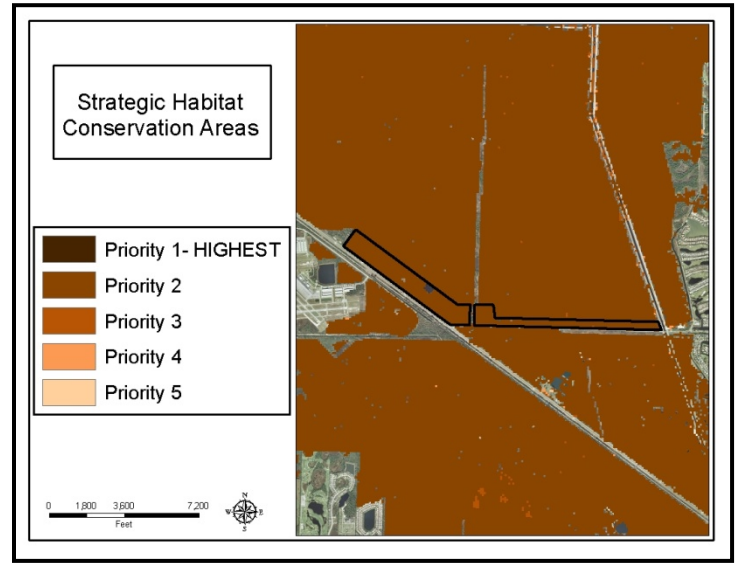 Strategic Habitat
Conservation Areas
Priority 1- HIGHEST
Priority 2
Priority 3
Priority 4
Priority 5
0 1,800 3,600 7,200
Feet
N
W E
S